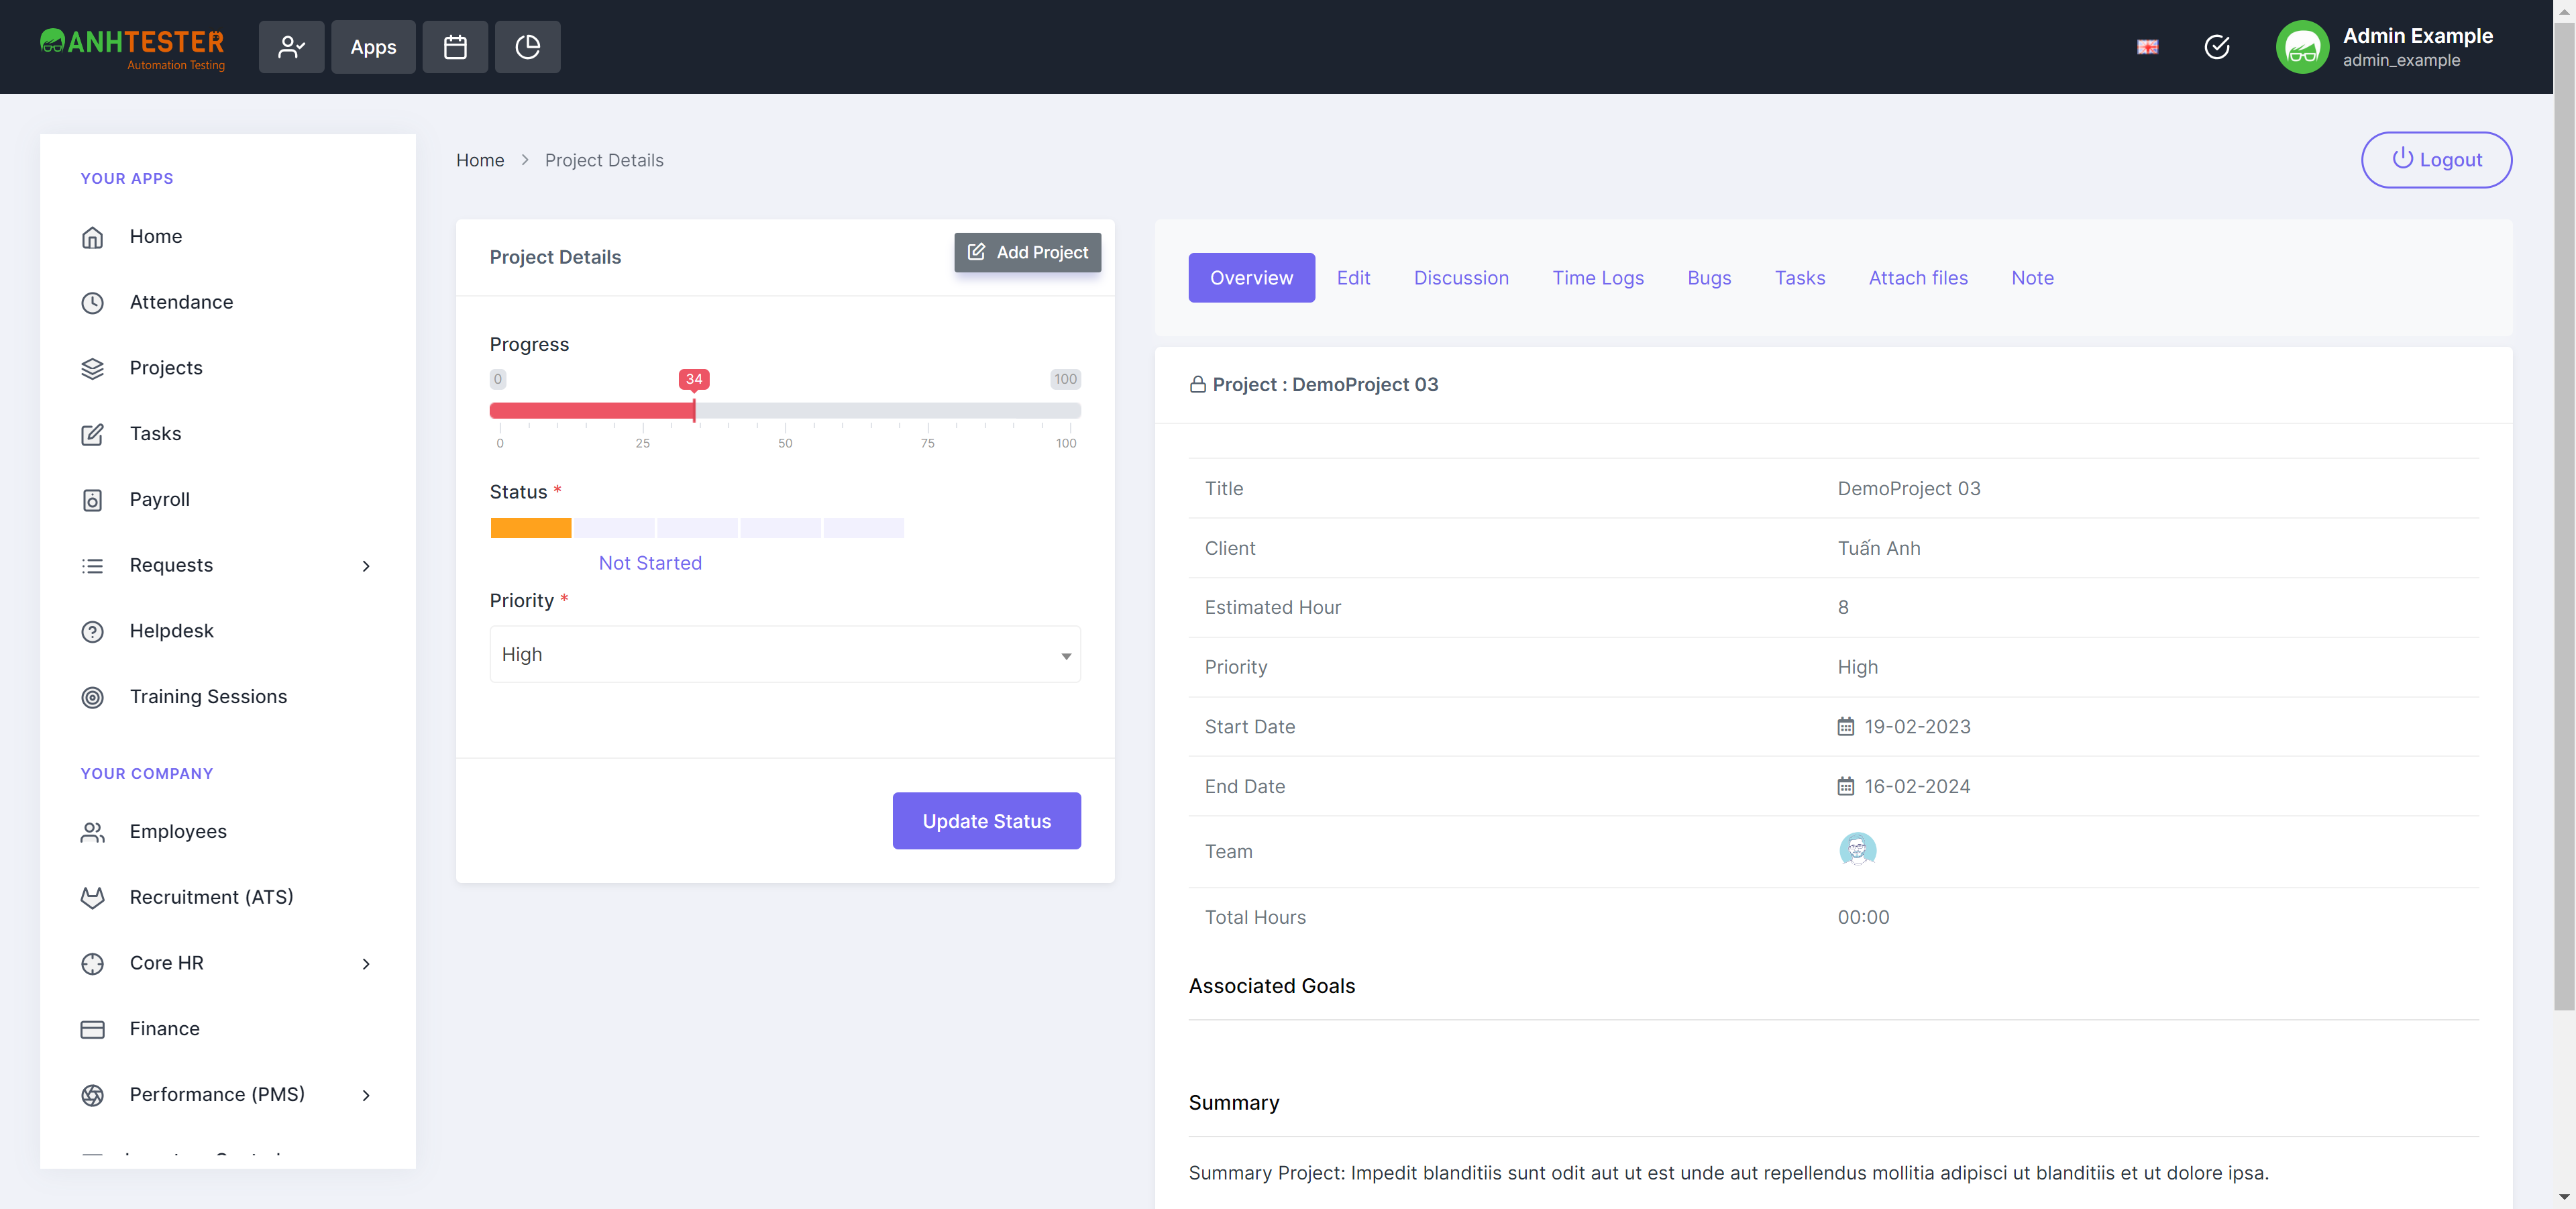 ANHTESTER
Automation Testing
Apps
Admin Example
admin_example
YOUR APPS
Home
Attendance
Projects
Tasks
Payroll
Requests
Helpdesk
Training Sessions
YOUR COMPANY
Employees
Recruitment (ATS)
Core HR
Finance
Performance (PMS)
Home > Project Details
Logout
Project Details
Add Project
Progress
0 34 100
0 25 50 75 100
Status *
Not Started
Priority *
High
Update Status
Overview Edit Discussion Time Logs Bugs Tasks Attach files Note
Project : DemoProject 03
Title DemoProject 03
Client Tuấn Anh
Estimated Hour 8
Priority High
Start Date 19-02-2023
End Date 16-02-2024
Team
Total Hours 00:00
Associated Goals
Summary
Summary Project: Impedit blanditiis sunt odit aut ut est unde aut repellendus mollitia adipisci ut blanditiis et ut dolore ipsa.